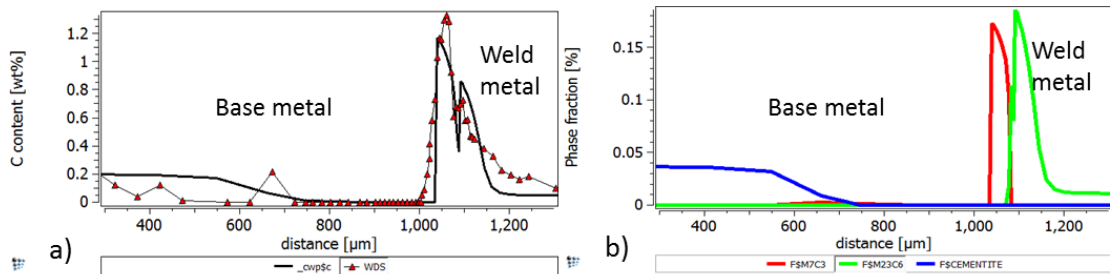 C content [wt%]
1.2
1
0.8
0.6
0.4
0.2
0
Base metal
Weld
metal
400
600
800
1,000
1,200
distance [µm]
a)
_cwp$c
WDS
Phase fraction [%]
0.15
0.1
0.05
0
Base metal
Weld
metal
400
600
800
1,000
1,200
distance [µm]
b)
F$M7C3
F$M23C6
F$CEMENTITE